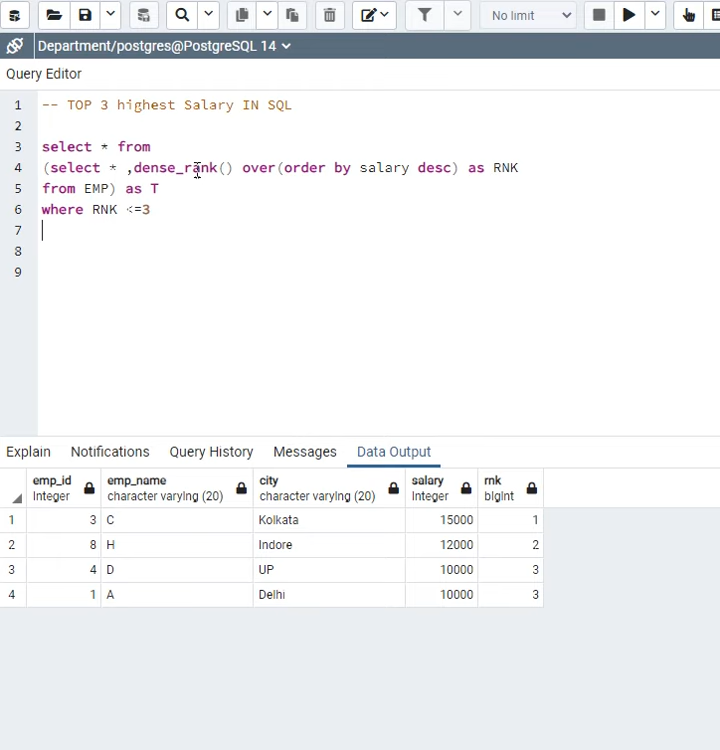 No limit
Department/postgres@PostgreSQL 14
Query Editor
1 -- TOP 3 highest Salary IN SQL
2
3 select * from
4 (select * ,dense_rank() over(order by salary desc) as RNK
5 from EMP) as T
6 where RNK <=3
7
8
9
Explain Notifications Query History Messages Data Output
emp_id integer emp_name character varying (20) city character varying (20) salary integer rnk bigint
1 3 C Kolkata 15000 1
2 8 H Indore 12000 2
3 4 D UP 10000 3
4 1 A Delhi 10000 3